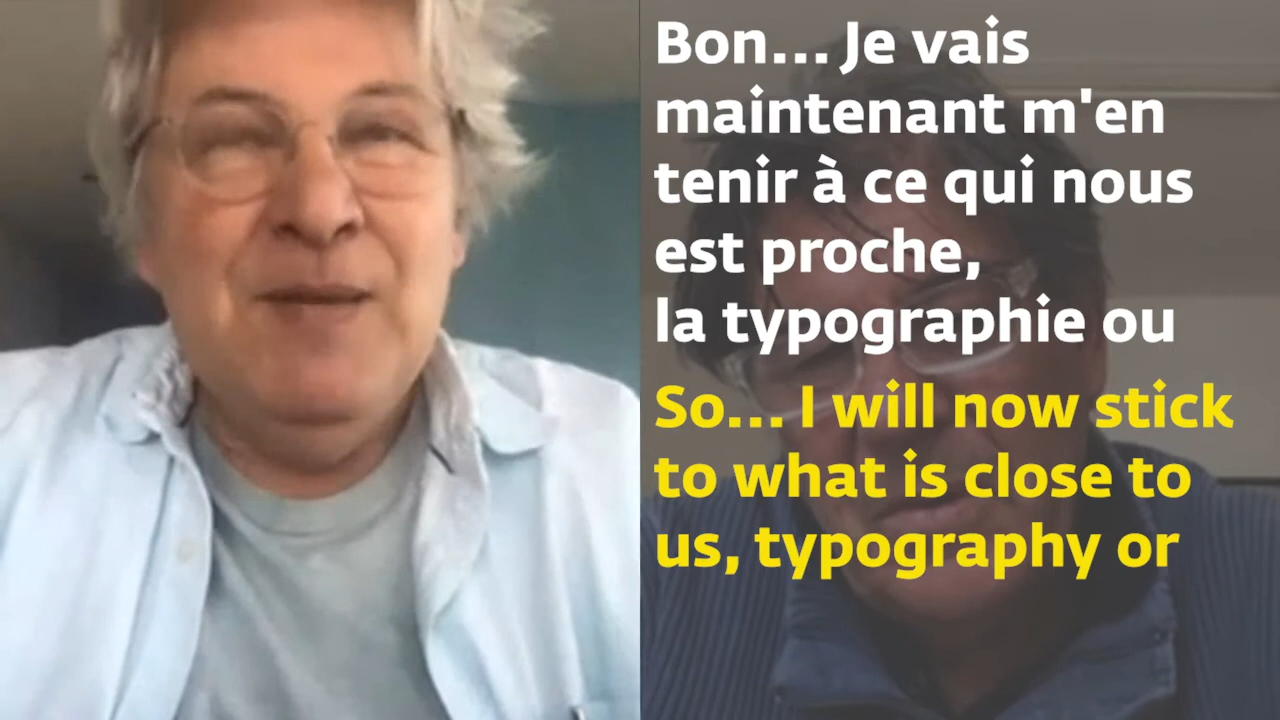 Bon... Je vais
maintenant m'en
tenir à ce qui nous
est proche,
la typographie ou
So... I will now stick
to what is close to
us, typography or